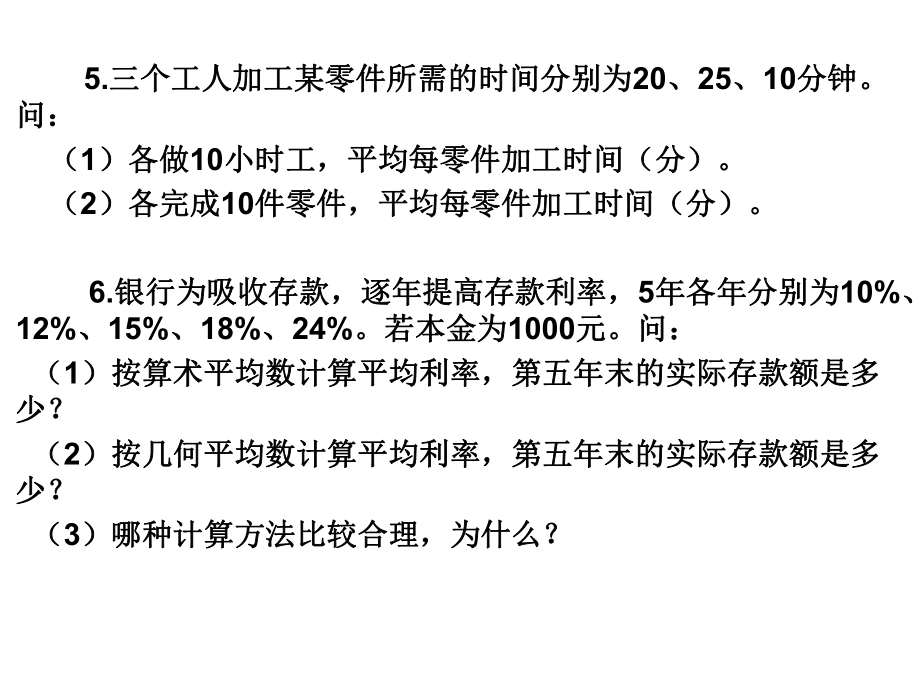 5.三个工人加工某零件所需的时间分别为20、25、10分钟。
问：
（1）各做10小时工，平均每零件加工时间（分）。
（2）各完成10件零件，平均每零件加工时间（分）。
6.银行为吸收存款，逐年提高存款利率，5年各年分别为10%、
12%、15%、18%、24%。若本金为1000元。问：
（1）按算术平均数计算平均利率，第五年末的实际存款额是多
少？
（2）按几何平均数计算平均利率，第五年末的实际存款额是多
少？
（3）哪种计算方法比较合理，为什么？